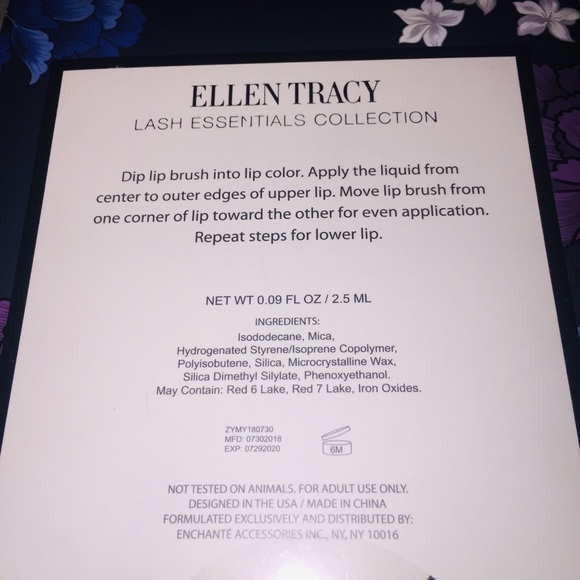 ELLEN TRACY
LASH ESSENTIALS COLLECTION
Dip lip brush into lip color. Apply the liquid from
center to outer edges of upper lip. Move lip brush from
one corner of lip toward the other for even application.
Repeat steps for lower lip.
NET WT 0.09 FL OZ / 2.5 ML
INGREDIENTS:
Isododecane, Mica,
Hydrogenated Styrene/Isoprene Copolymer,
Polyisobutene, Silica, Microcrystalline Wax,
Silica Dimethyl Silylate, Phenoxyethanol.
May Contain: Red 6 Lake, Red 7 Lake, Iron Oxides.
ZYMY180730
MFD: 07302018
EXP: 07292020
6M
NOT TESTED ON ANIMALS. FOR ADULT USE ONLY.
DESIGNED IN THE USA / MADE IN CHINA
FORMULATED EXCLUSIVELY AND DISTRIBUTED BY:
ENCHANTÉ ACCESSORIES INC., NY, NY 10016